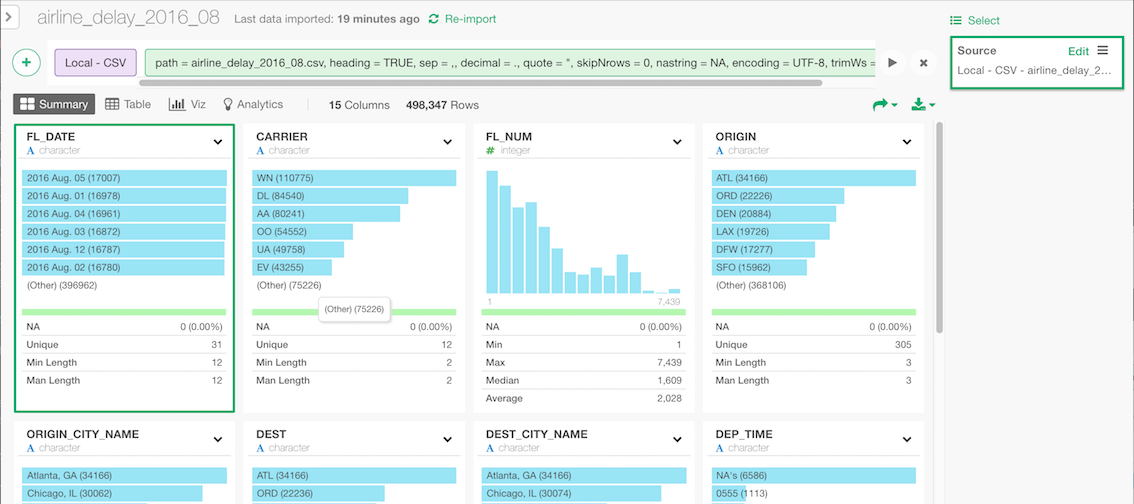 airline_delay_2016_08 Last data imported: 19 minutes ago Re-import
Select
Local - CSV path = airline_delay_2016_08.csv, heading = TRUE, sep = ,, decimal = ., quote = ", skipNrows = 0, nastring = NA, encoding = UTF-8, trimWs =
Source Edit
Local - CSV - airline_delay_2...
Summary Table Viz Analytics 15 Columns 498,347 Rows
FL_DATE
A character
2016 Aug. 05 (17007)
2016 Aug. 01 (16978)
2016 Aug. 04 (16961)
2016 Aug. 03 (16872)
2016 Aug. 12 (16787)
2016 Aug. 02 (16780)
(Other) (396962)
NA 0 (0.00%)
Unique 31
Min Length 12
Man Length 12
CARRIER
A character
WN (110775)
DL (84540)
AA (80241)
OO (54552)
UA (49758)
EV (43255)
(Other) (75226)
(Other) (75226)
NA 0 (0.00%)
Unique 12
Min Length 2
Man Length 2
FL_NUM
# integer
1 7,439
NA 0 (0.00%)
Min 1
Max 7,439
Median 1,609
Average 2,028
ORIGIN
A character
ATL (34166)
ORD (22226)
DEN (20884)
LAX (19726)
DFW (17277)
SFO (15962)
(Other) (368106)
NA 0 (0.00%)
Unique 305
Min Length 3
Man Length 3
ORIGIN_CITY_NAME
A character
Atlanta, GA (34166)
Chicago, IL (30062)
DEST
A character
ATL (34166)
ORD (22236)
DEST_CITY_NAME
A character
Atlanta, GA (34166)
Chicago, IL (30074)
DEP_TIME
A character
NA's (6586)
0555 (1113)